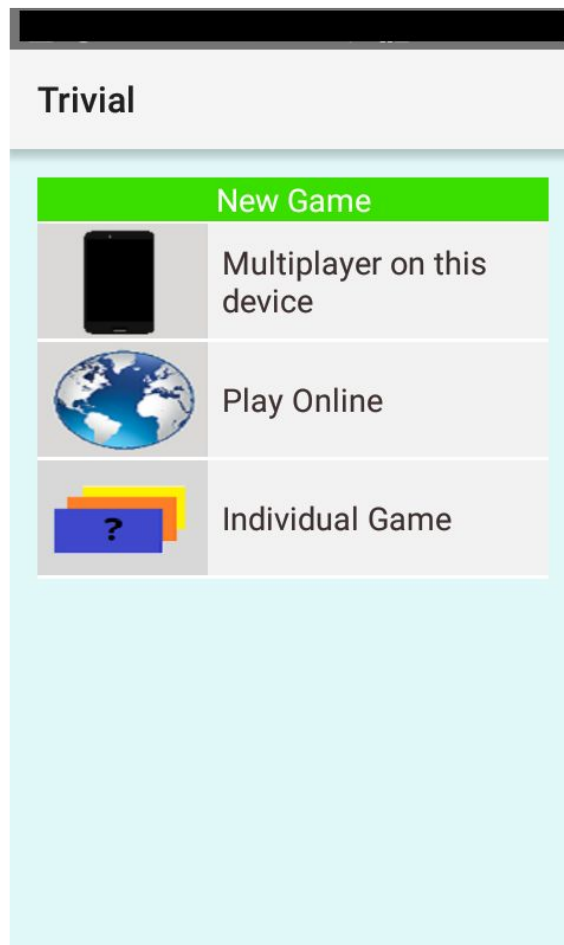 Trivial
New Game
Multiplayer on this
device
Play Online
?
Individual Game